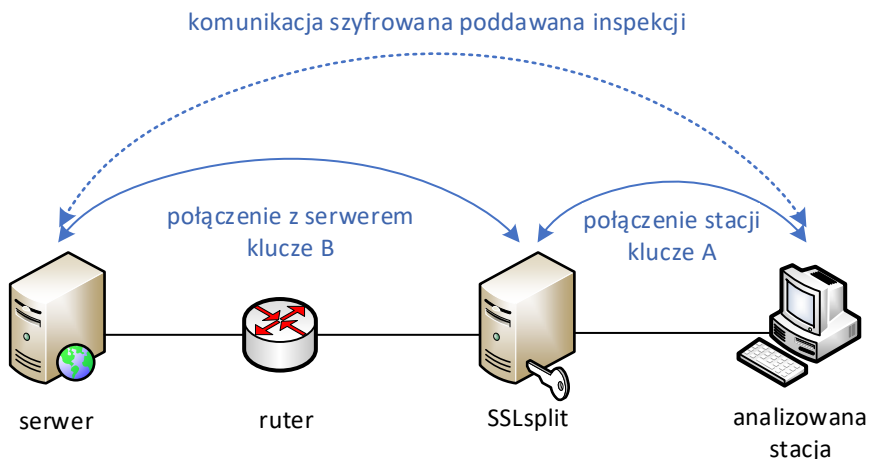 komunikacja szyfrowana poddawana inspekcji
połączenie z serwerem
klucze B
połączenie stacji
klucze A
serwer
ruter
SSLsplit
analizowana
stacja